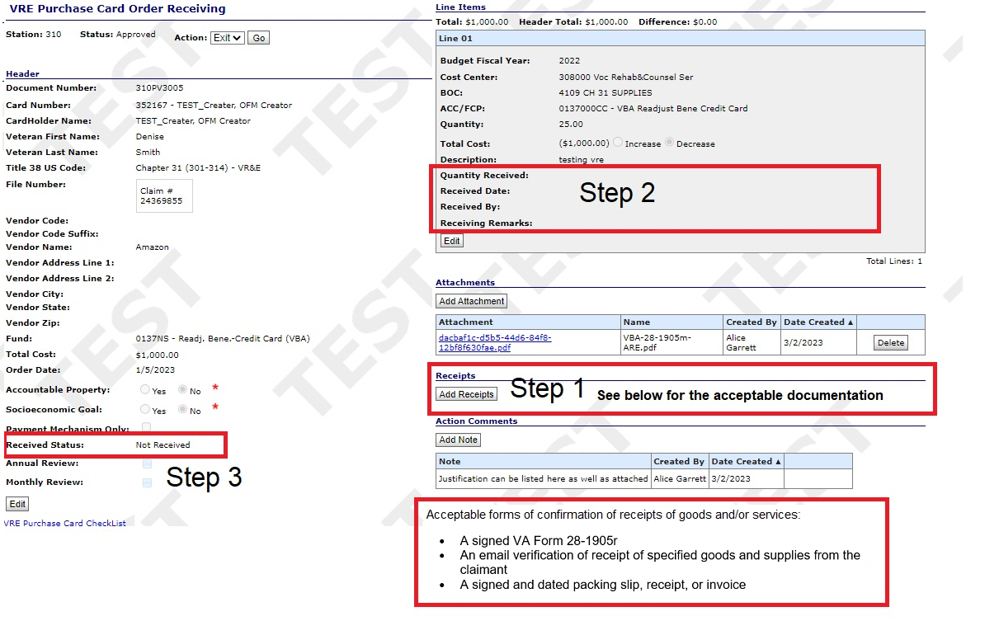 VRE Purchase Card Order Receiving
Station: 310 Status: Approved Action: Exit Go
Header
Document Number: 310PV3005
Card Number: 352167 - TEST_Creater, OFM Creator
CardHolder Name: TEST_Creater, OFM Creator
Veteran First Name: Denise
Veteran Last Name: Smith
Title 38 US Code: Chapter 31 (301-314) - VR&E
File Number: Claim #
24369855
Vendor Code:
Vendor Code Suffix:
Vendor Name: Amazon
Vendor Address Line 1:
Vendor Address Line 2:
Vendor City:
Vendor State:
Vendor Zip:
Fund: 0137NS - Readj. Bene.-Credit Card (VBA)
Total Cost: $1,000.00
Order Date: 1/5/2023
Accountable Property: Yes No *
Socioeconomic Goal: Yes No *
Payment Mechanism Only:
Received Status: Not Received
Annual Review:
Step 3
Monthly Review:
Edit
VRE Purchase Card CheckList
Line Items
Total: $1,000.00 Header Total: $1,000.00 Difference: $0.00
Line 01
Budget Fiscal Year: 2022
Cost Center: 308000 Voc Rehab&Counsel Ser
BOC: 4109 CH 31 SUPPLIES
ACC/FCP: 0137000CC - VBA Readjust Bene Credit Card
Quantity: 25.00
Total Cost: ($1,000.00) Increase Decrease
Description: testing vre
Quantity Received:
Received Date:
Step 2
Received By:
Receiving Remarks:
Edit
Total Lines: 1
Attachments
Add Attachment
Attachment Name Created By Date Created ▲
dacbaf1c-d5b5-44d6-84f8- VBA-28-1905m- Alice 3/2/2023 Delete
12bf8f630fae.pdf ARE.pdf Garrett
Receipts
Add Receipts Step 1 See below for the acceptable documentation
Action Comments
Add Note
Note Created By Date Created ▲
Justification can be listed here as well as attached Alice Garrett 3/2/2023
Acceptable forms of confirmation of receipts of goods and/or services:
• A signed VA Form 28-1905r
• An email verification of receipt of specified goods and supplies from the
claimant
• A signed and dated packing slip, receipt, or invoice
TEST
TEST
TEST
TEST
TEST
TEST